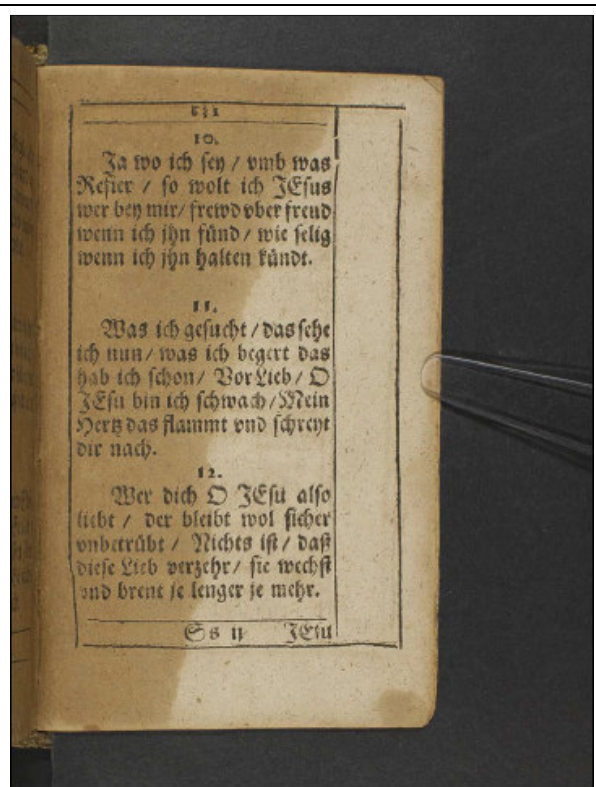 631
10.
Ja wo ich sey / vmb was
Refier / so wolt ich JEsus
wer bey mir / frewd vber freud
wenn ich jhn fünd / wie selig
wenn ich jhn halten kündt.
11.
Was ich gesucht / das sehe
ich nun / was ich begert das
hab ich schon / Vor Lieb / O
JEsu bin ich schwach / Mein
Hertz das flammt vnd schreyt
dir nach.
12.
Wer dich O JEsu also
liebt / der bleibt wol sicher
vnbetrübt / Nichts ist / daß
diese Lieb verzehr / sie wechst
vnd brent je lenger je mehr.
Ss ij JEsu